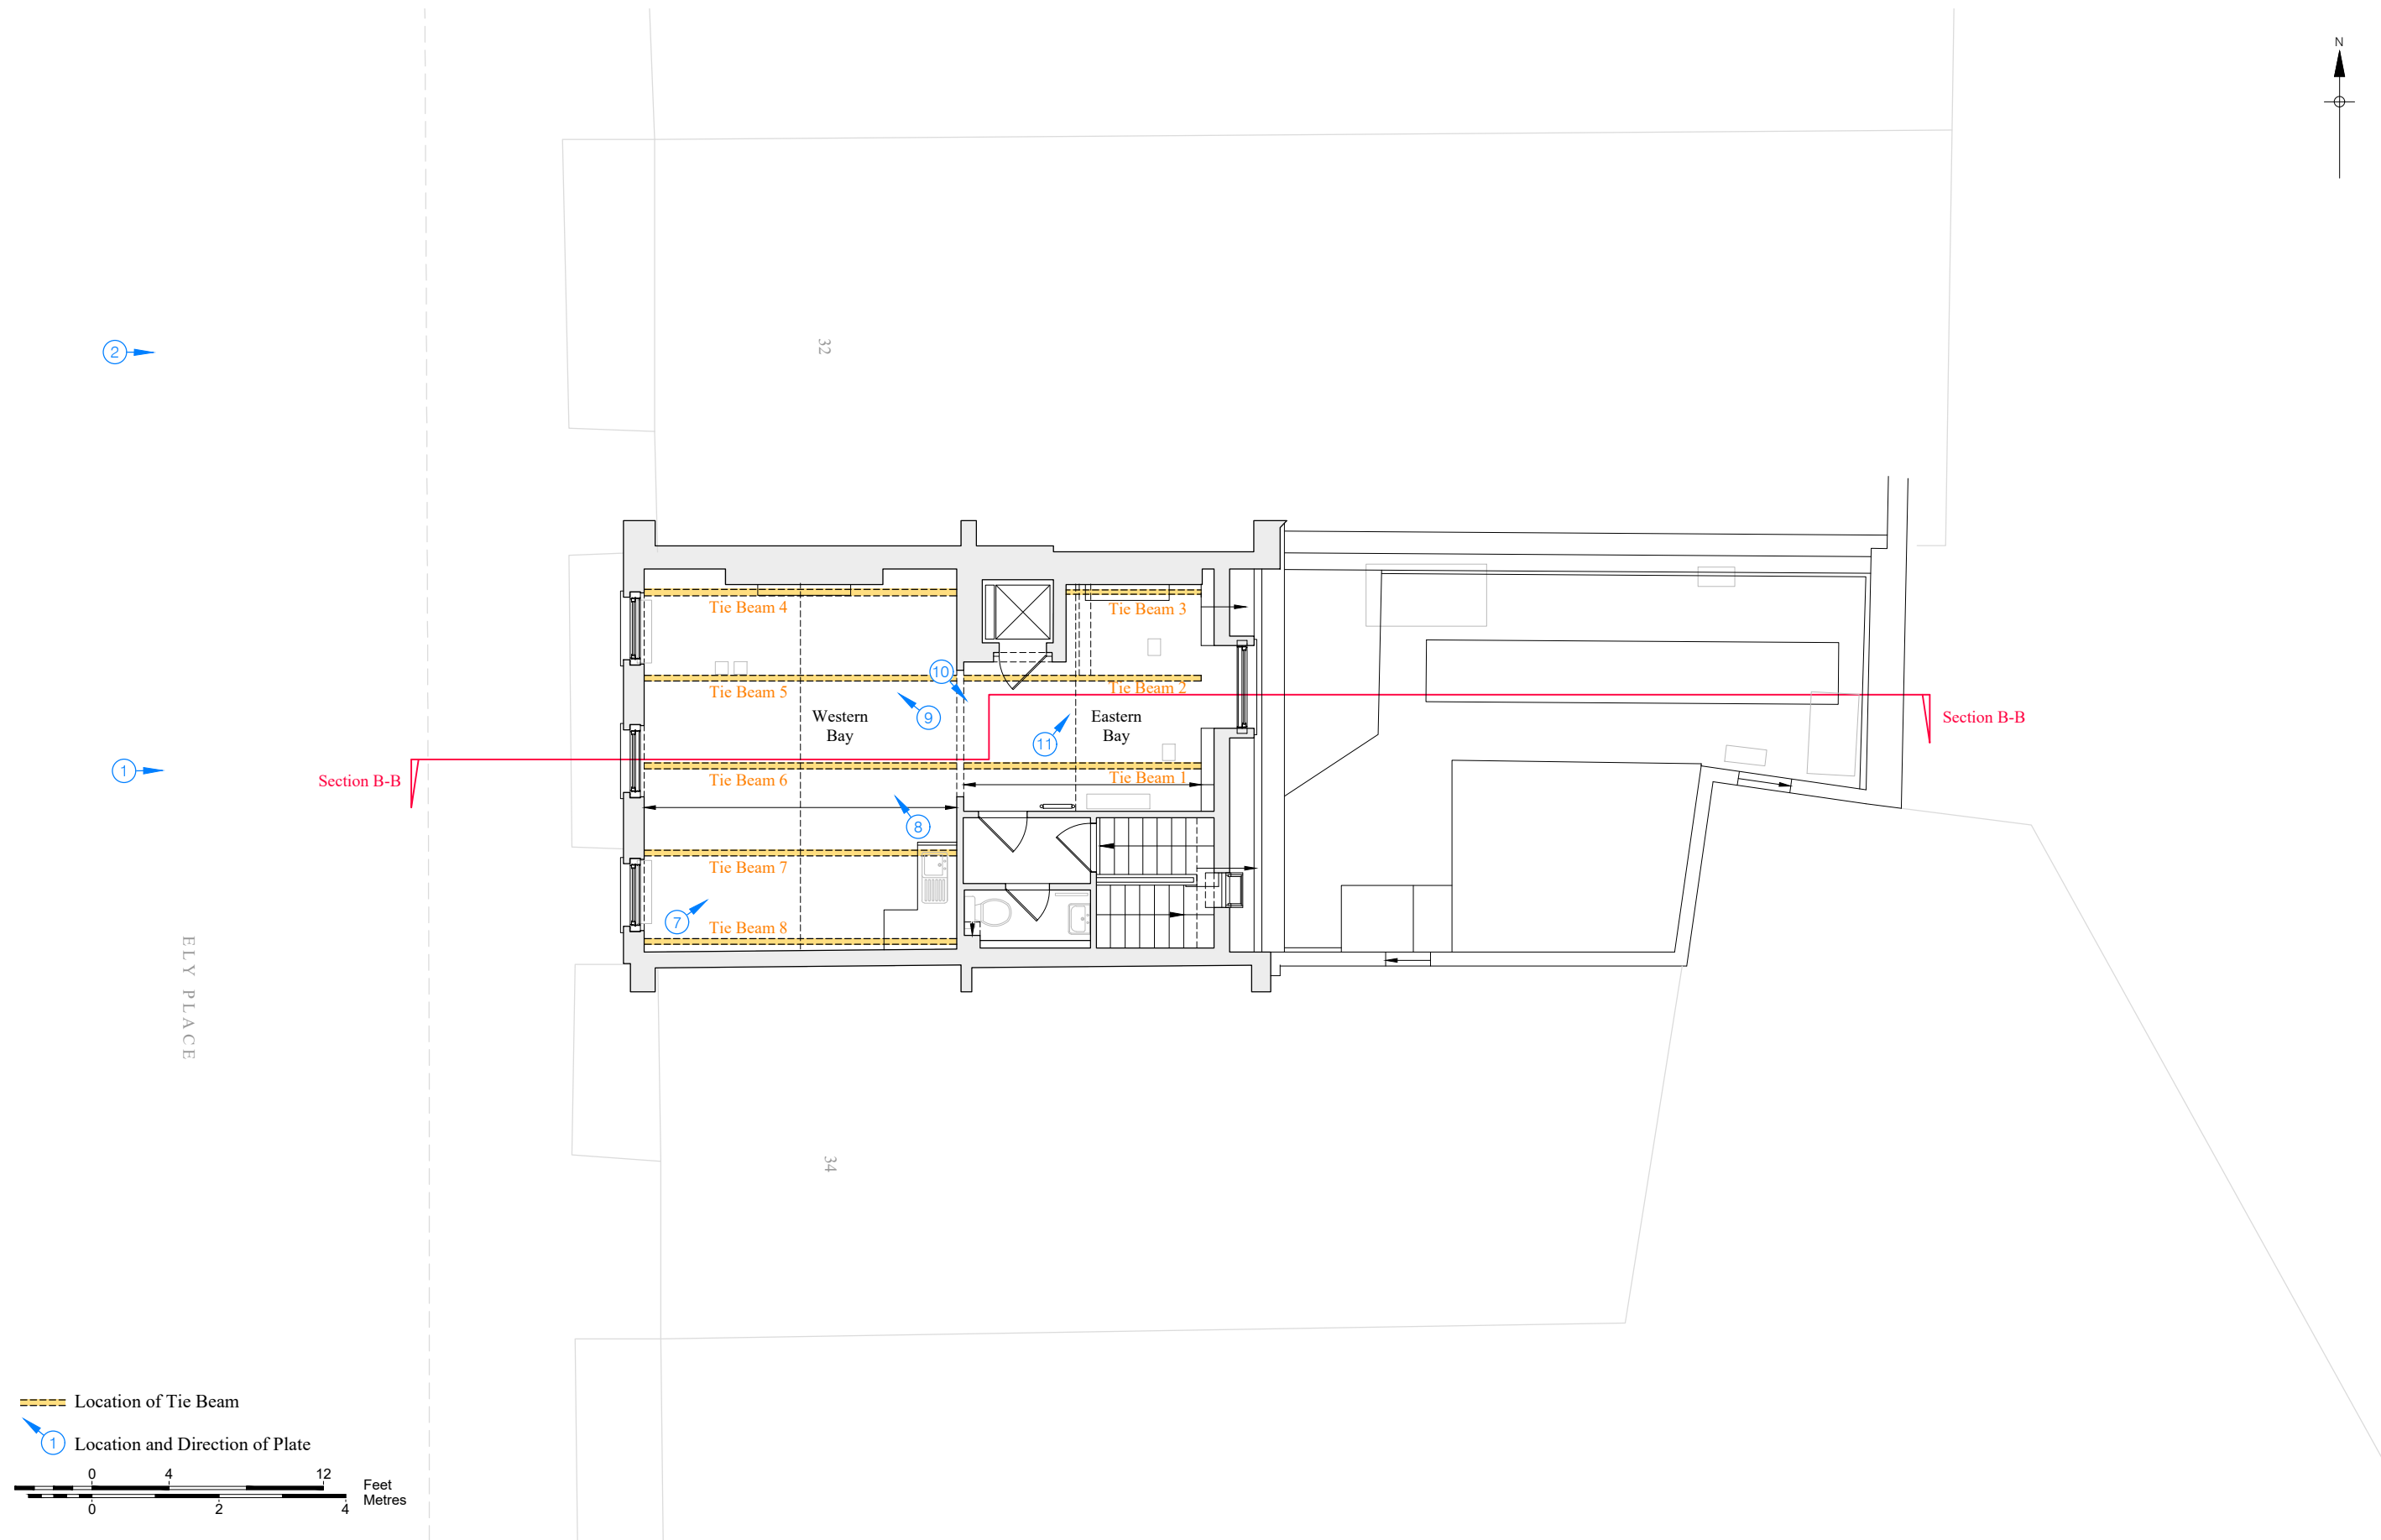 N
2
32
Tie Beam 4
Tie Beam 3
10
Tie Beam 5
Tie Beam 2
9
Western
Bay
Eastern
Bay
11
Section B-B
1
Section B-B
Tie Beam 6
Tie Beam 1
8
Tie Beam 7
7
Tie Beam 8
ELY PLACE
34
Location of Tie Beam
1 Location and Direction of Plate
0 4 12 Feet
0 2 4 Metres